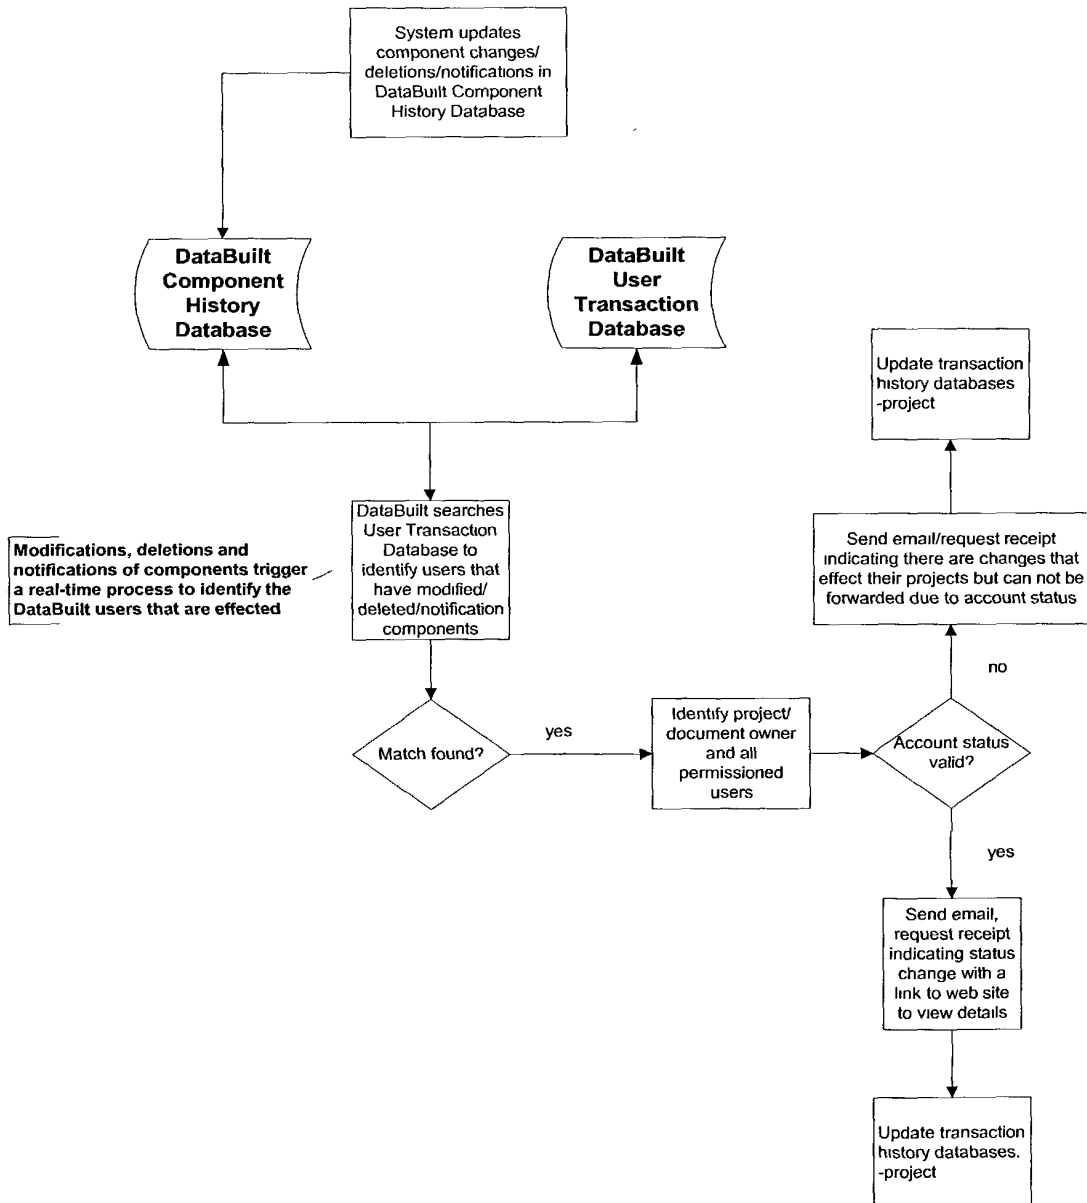 System updates
component changes/
deletions/notifications in
DataBuilt Component
History Database
DataBuilt
Component
History
Database
DataBuilt
User
Transaction
Database
Update transaction
history databases
-project
DataBuilt searches
User Transaction
Database to
identify users that
have modified/
deleted/notification
components
Modifications, deletions and
notifications of components trigger
a real-time process to identify the
DataBuilt users that are effected
Send email/request receipt
indicating there are changes that
effect their projects but can not be
forwarded due to account status
no
Match found?
yes
Identify project/
document owner
and all
permissioned
users
Account status
valid?
yes
Send email,
request receipt
indicating status
change with a
link to web site
to view details
Update transaction
history databases.
-project